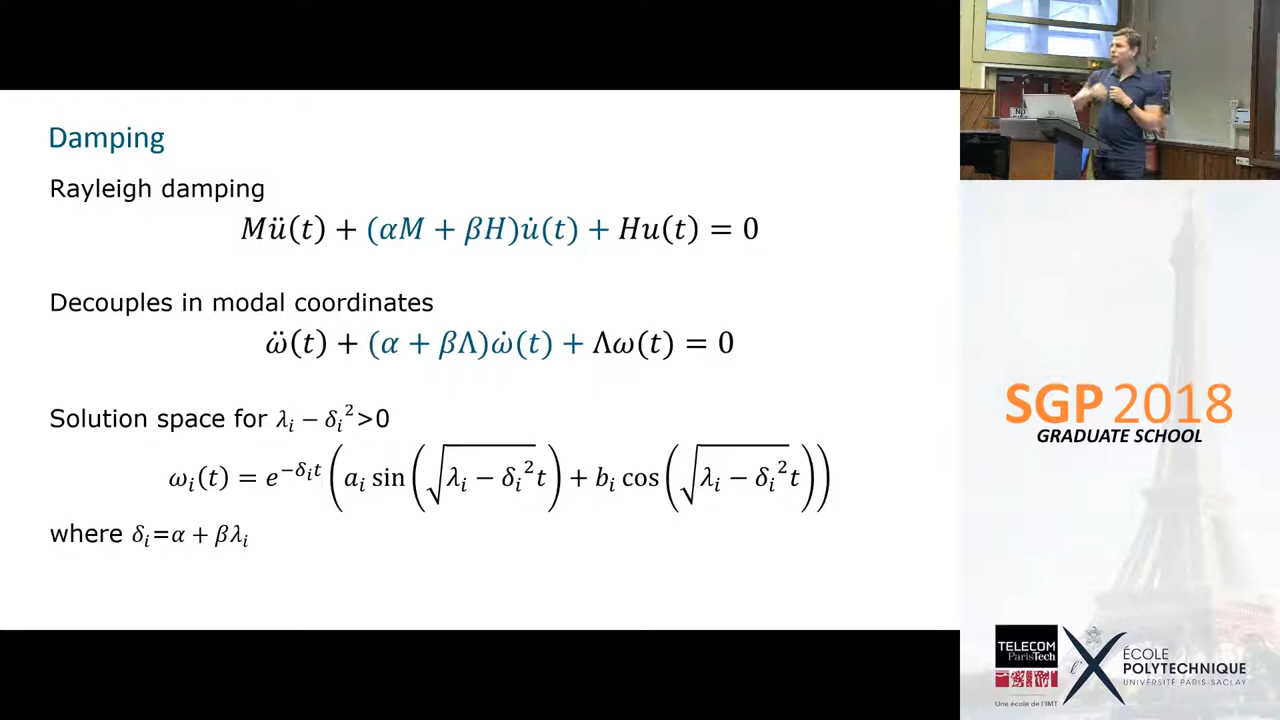 Damping
Rayleigh damping
Mü(t) + (αM + βH)u̇(t) + Hu(t) = 0
Decouples in modal coordinates
ω̈(t) + (α + βΛ)ω̇(t) + Λω(t) = 0
Solution space for λᵢ − δᵢ²>0
ωᵢ(t) = e^(−δᵢt) (aᵢ sin(√(λᵢ − δᵢ²)t) + bᵢ cos(√(λᵢ − δᵢ²)t))
where δᵢ=α + βλᵢ
SGP 2018
GRADUATE SCHOOL
TELECOM
ParisTech
Une école de l'IMT
l'X
ÉCOLE
POLYTECHNIQUE
UNIVERSITÉ PARIS-SACLAY